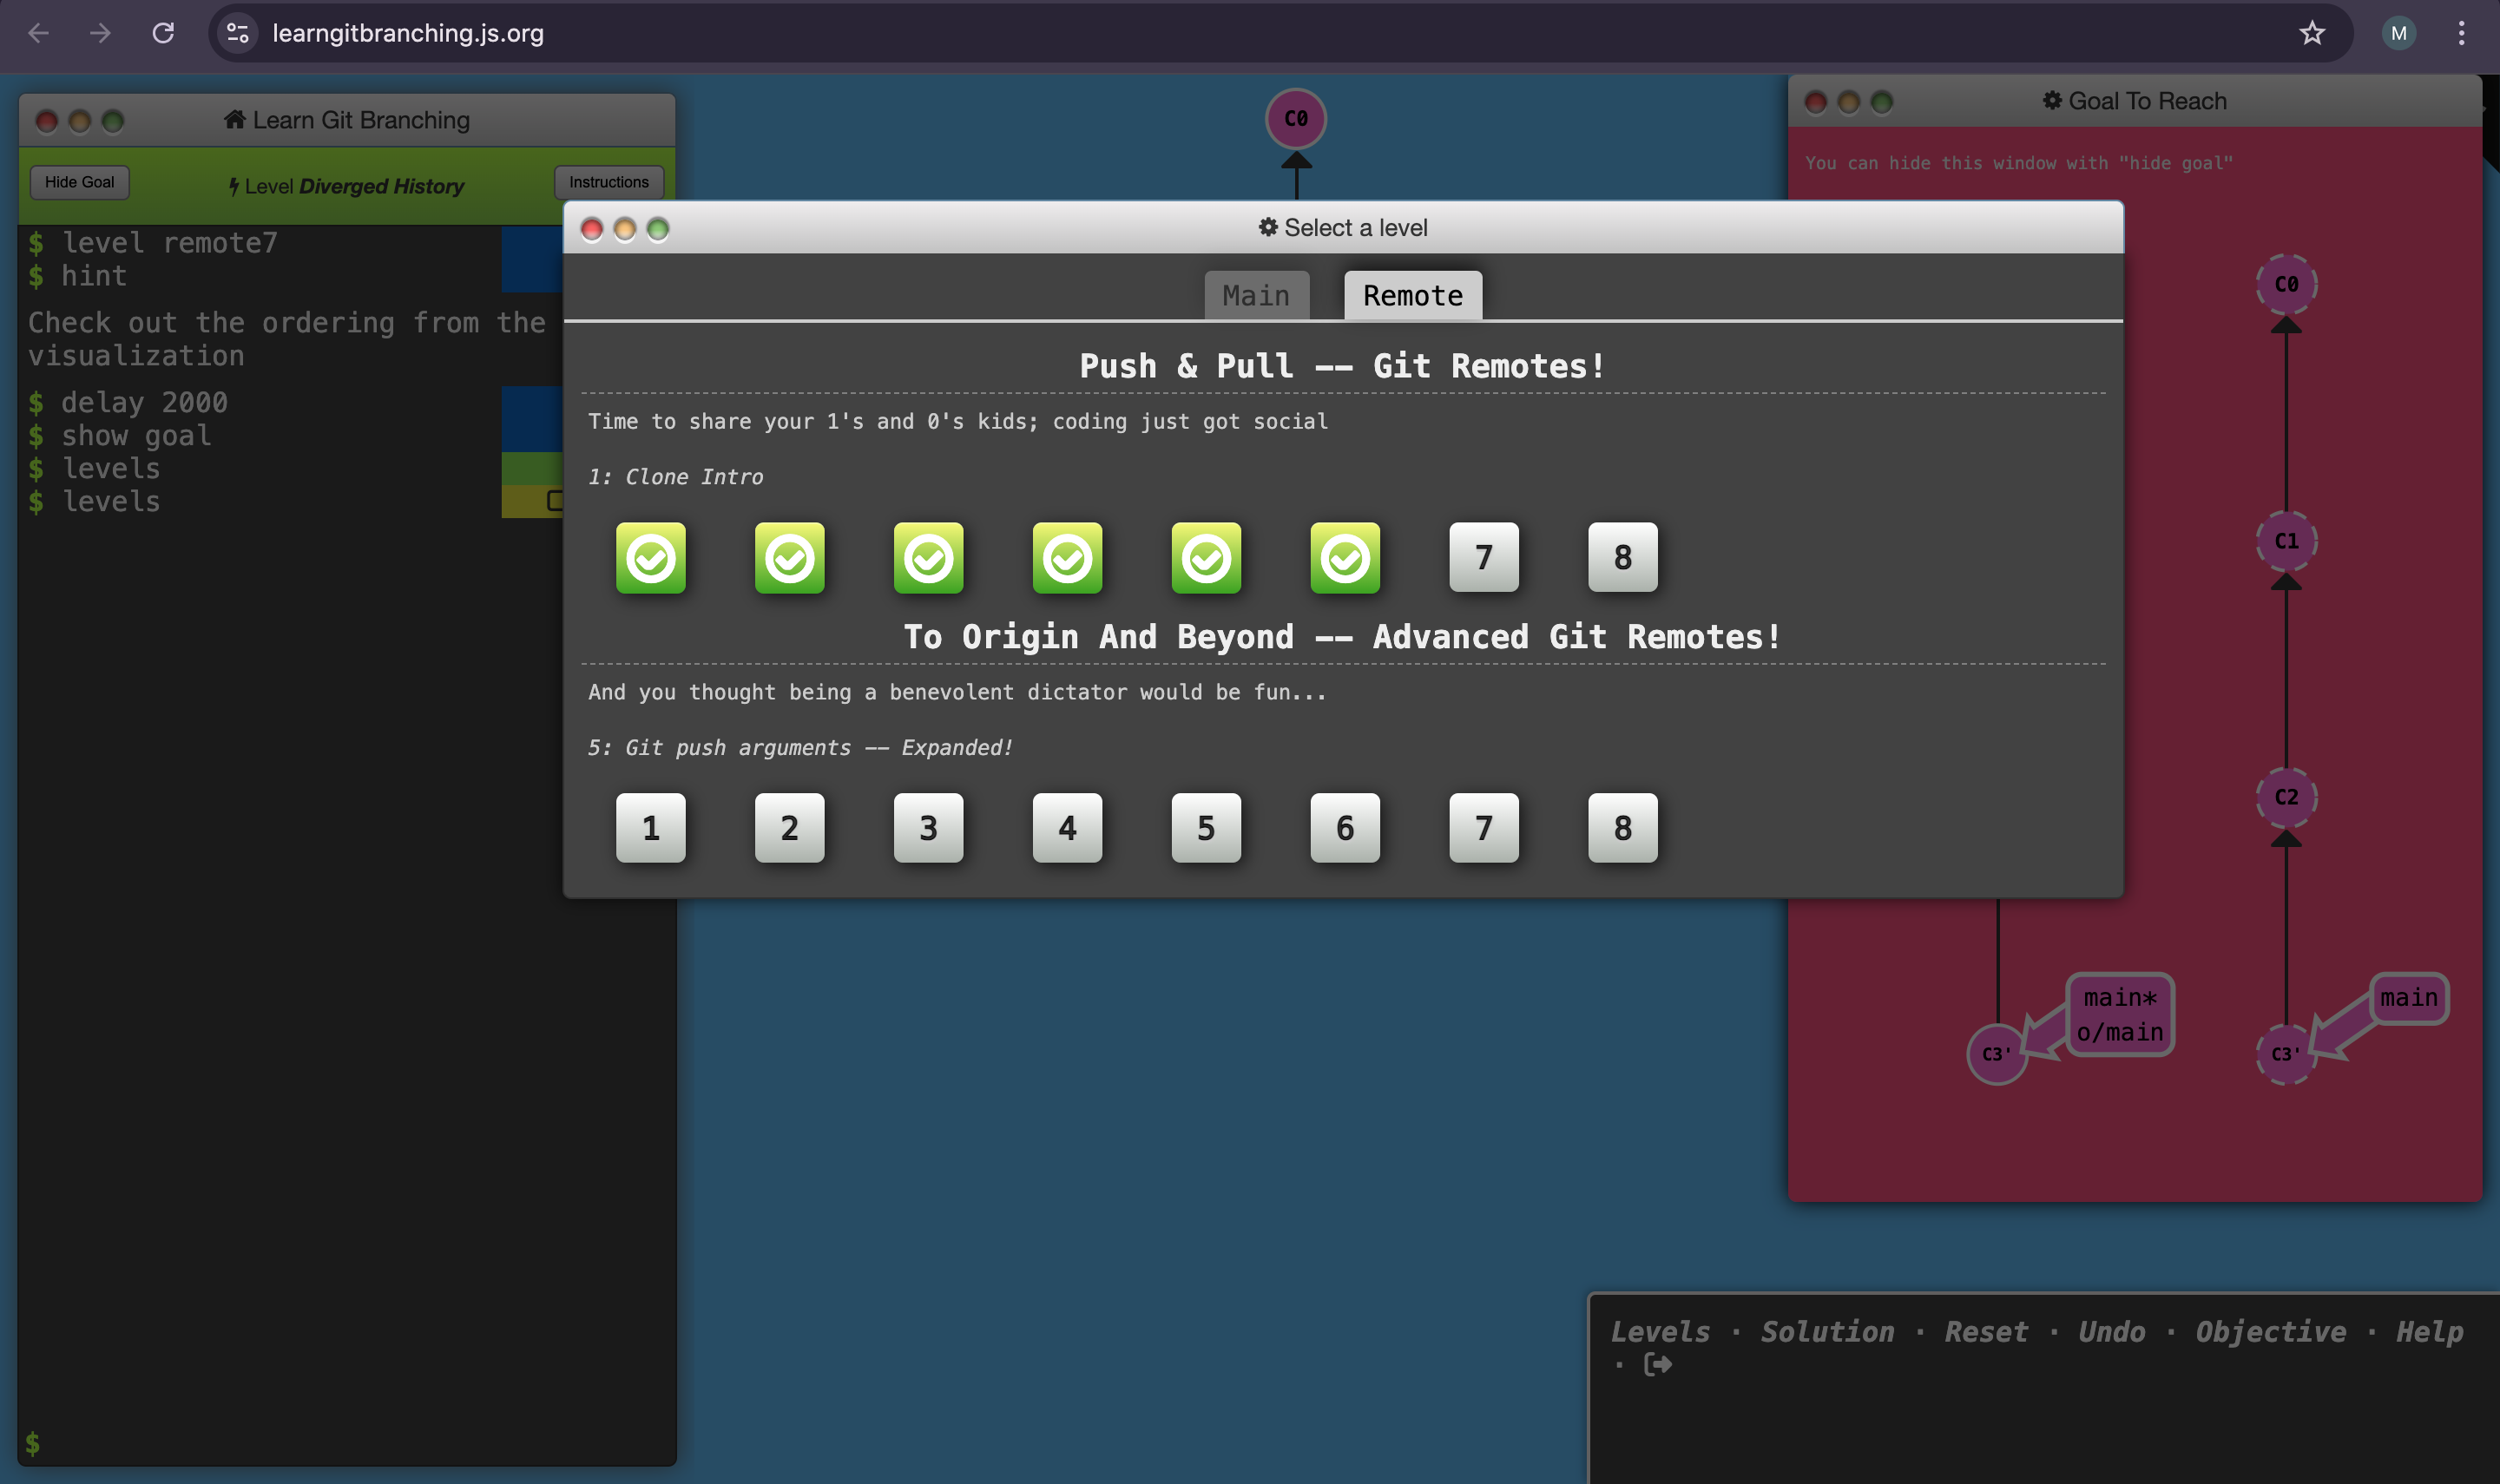 learngitbranching.js.org
M
Learn Git Branching
Hide Goal
Level Diverged History
Instructions
$ level remote7
$ hint
Check out the ordering from the
visualization
$ delay 2000
$ show goal
$ levels
$ levels
$
C0
Select a level
Main
Remote
Push & Pull -- Git Remotes!
Time to share your 1's and 0's kids; coding just got social
1: Clone Intro
7
8
To Origin And Beyond -- Advanced Git Remotes!
And you thought being a benevolent dictator would be fun...
5: Git push arguments -- Expanded!
1
2
3
4
5
6
7
8
Goal To Reach
You can hide this window with "hide goal"
C0
C1
C2
main*
o/main
main
C3'
C3'
Levels · Solution · Reset · Undo · Objective · Help
·